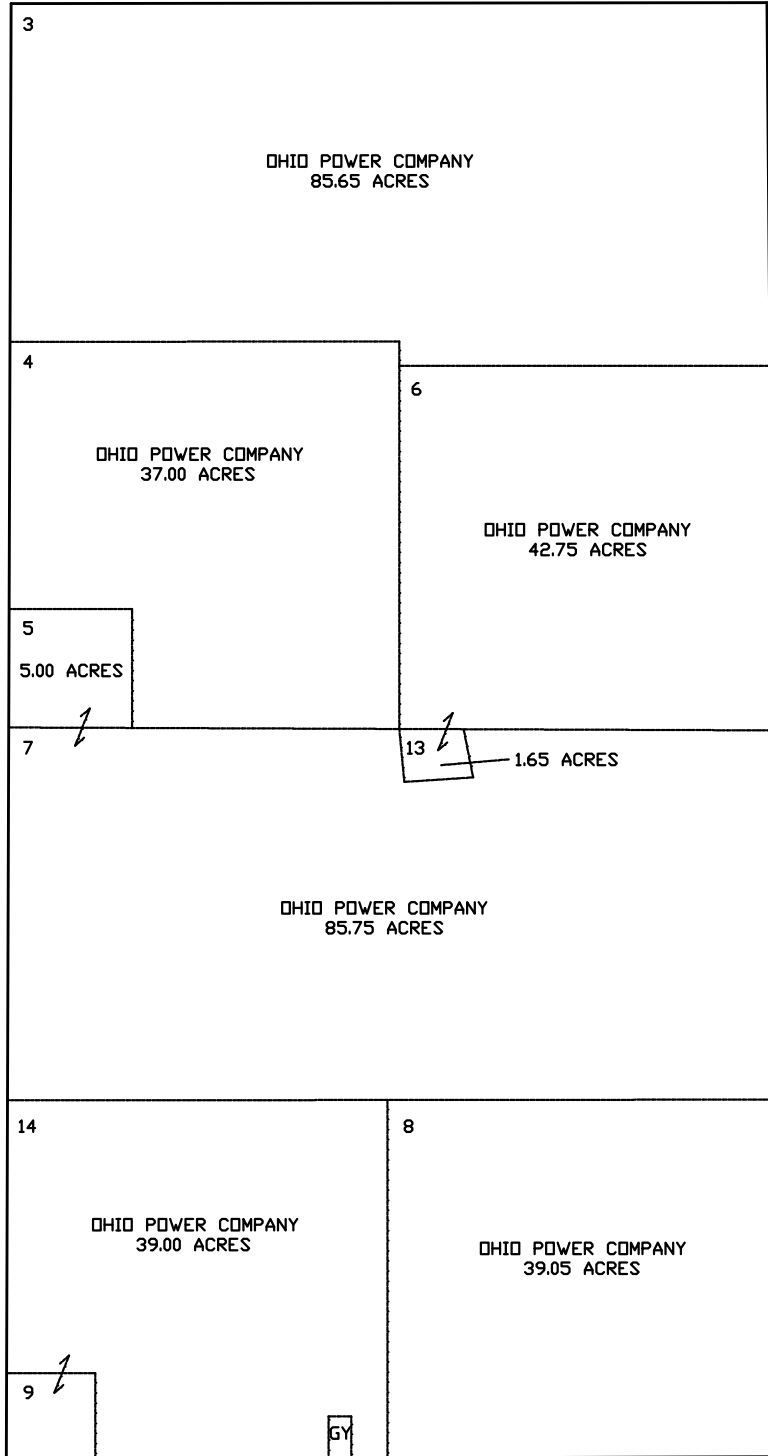 3
OHIO POWER COMPANY
85.65 ACRES
4
6
OHIO POWER COMPANY
37.00 ACRES
OHIO POWER COMPANY
42.75 ACRES
5
5.00 ACRES
7
13
1.65 ACRES
OHIO POWER COMPANY
85.75 ACRES
14
8
OHIO POWER COMPANY
39.00 ACRES
OHIO POWER COMPANY
39.05 ACRES
9
GY